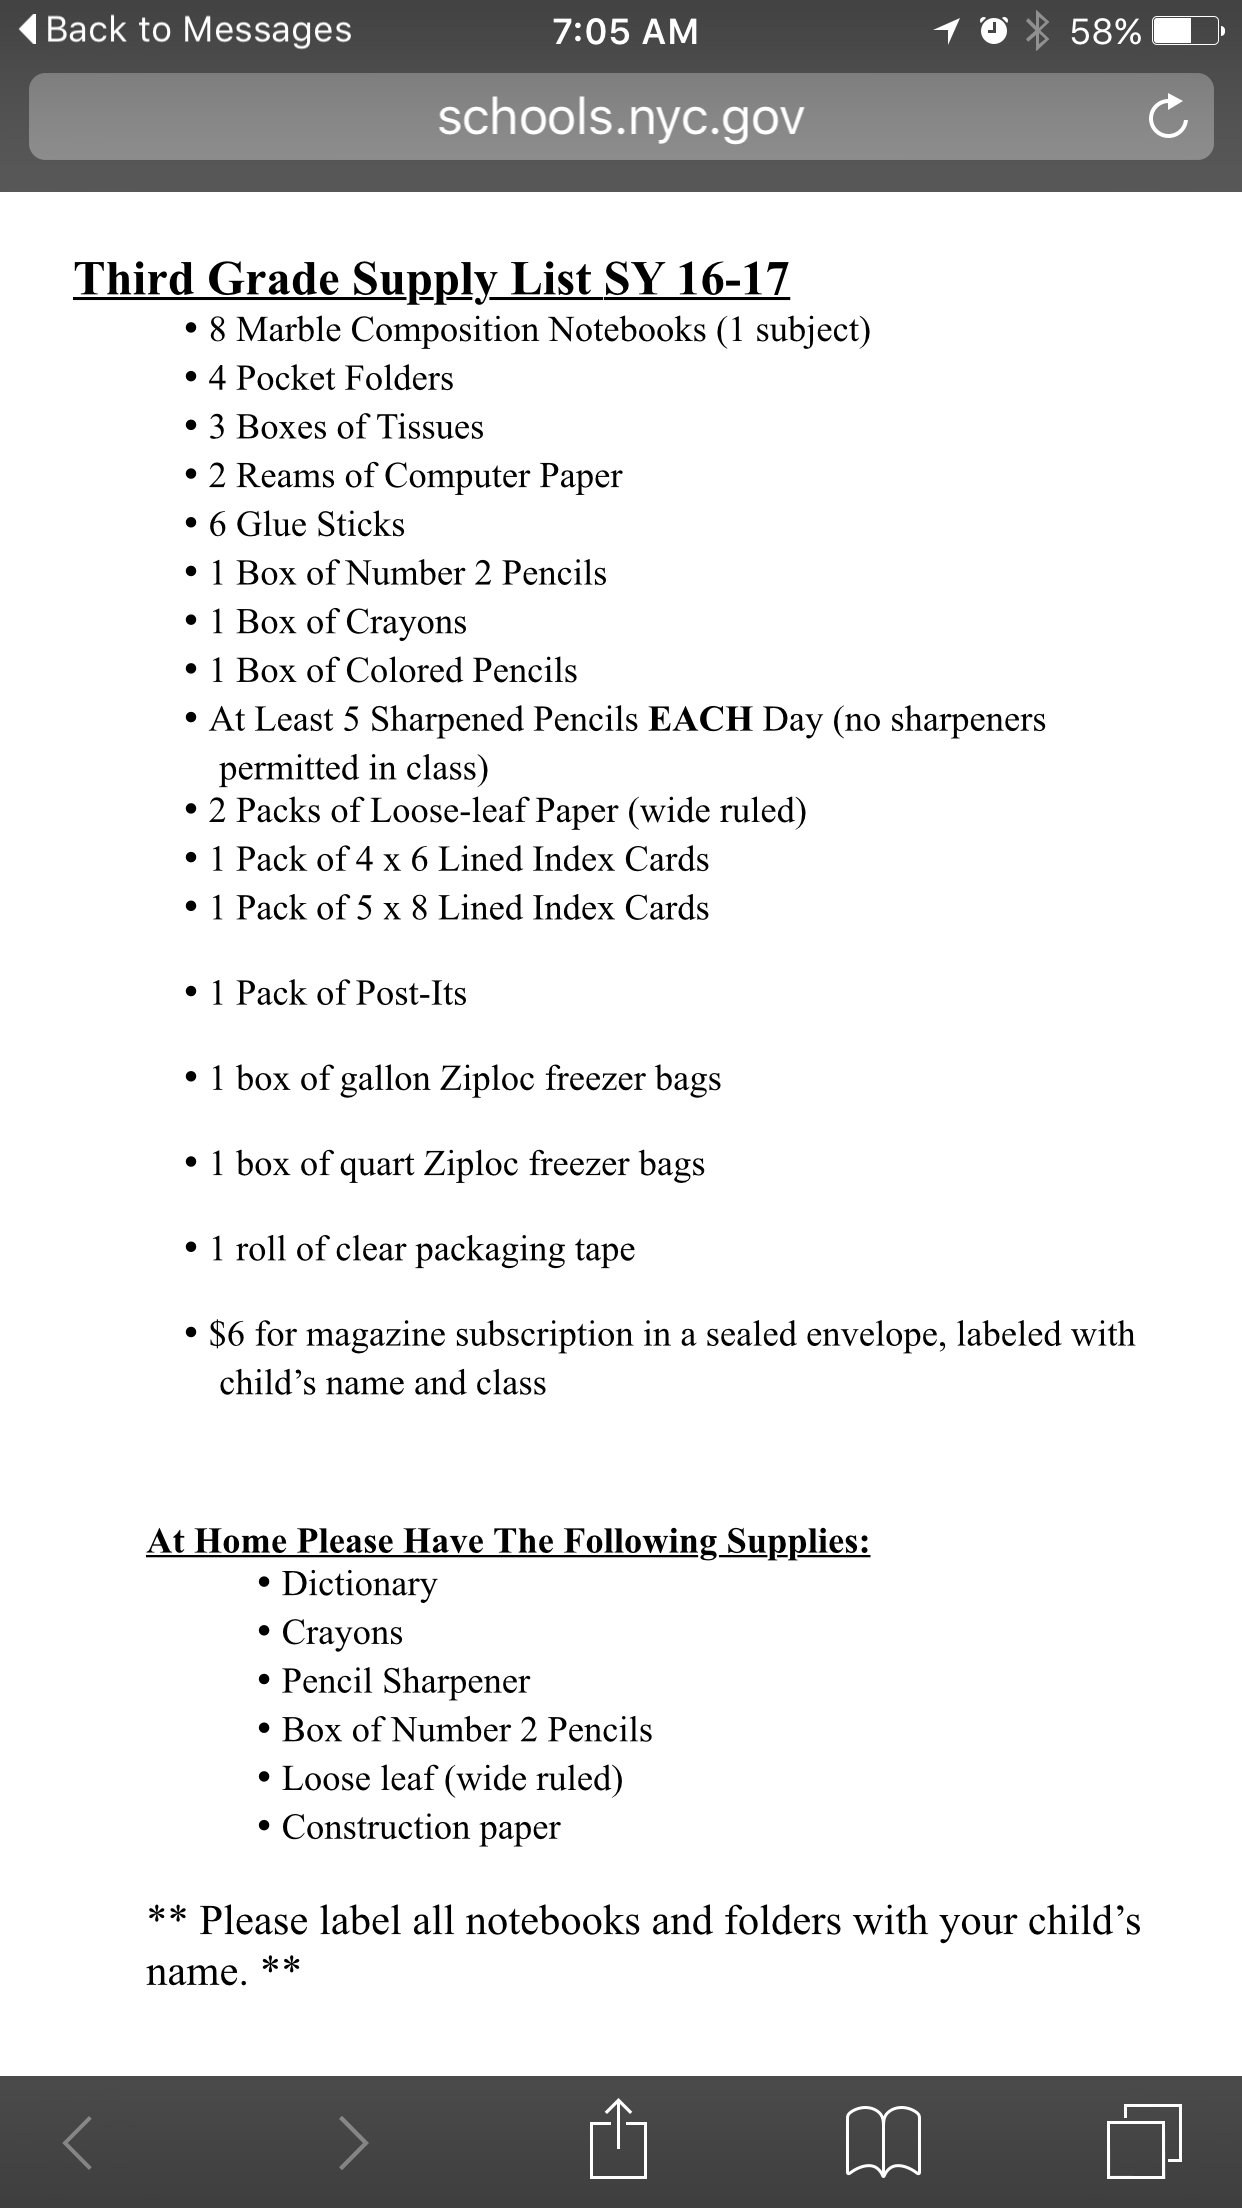 Back to Messages 7:05 AM 58%
schools.nyc.gov
Third Grade Supply List SY 16-17
• 8 Marble Composition Notebooks (1 subject)
• 4 Pocket Folders
• 3 Boxes of Tissues
• 2 Reams of Computer Paper
• 6 Glue Sticks
• 1 Box of Number 2 Pencils
• 1 Box of Crayons
• 1 Box of Colored Pencils
• At Least 5 Sharpened Pencils EACH Day (no sharpeners
permitted in class)
• 2 Packs of Loose-leaf Paper (wide ruled)
• 1 Pack of 4 x 6 Lined Index Cards
• 1 Pack of 5 x 8 Lined Index Cards
• 1 Pack of Post-Its
• 1 box of gallon Ziploc freezer bags
• 1 box of quart Ziploc freezer bags
• 1 roll of clear packaging tape
• $6 for magazine subscription in a sealed envelope, labeled with
child’s name and class
At Home Please Have The Following Supplies:
• Dictionary
• Crayons
• Pencil Sharpener
• Box of Number 2 Pencils
• Loose leaf (wide ruled)
• Construction paper
** Please label all notebooks and folders with your child’s
name. **